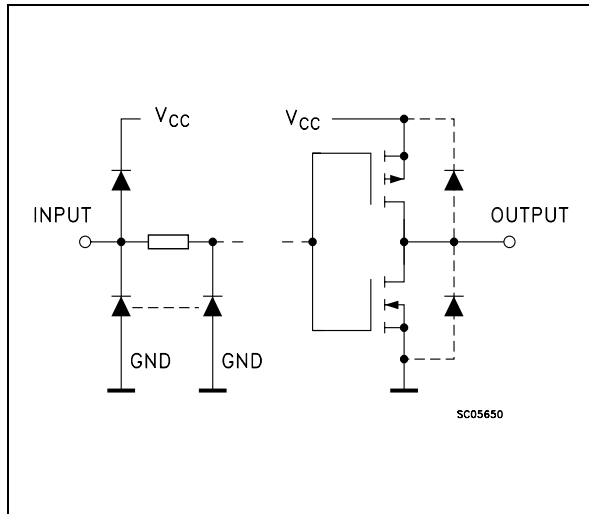 VCC
VCC
INPUT
OUTPUT
GND
GND
SC05650